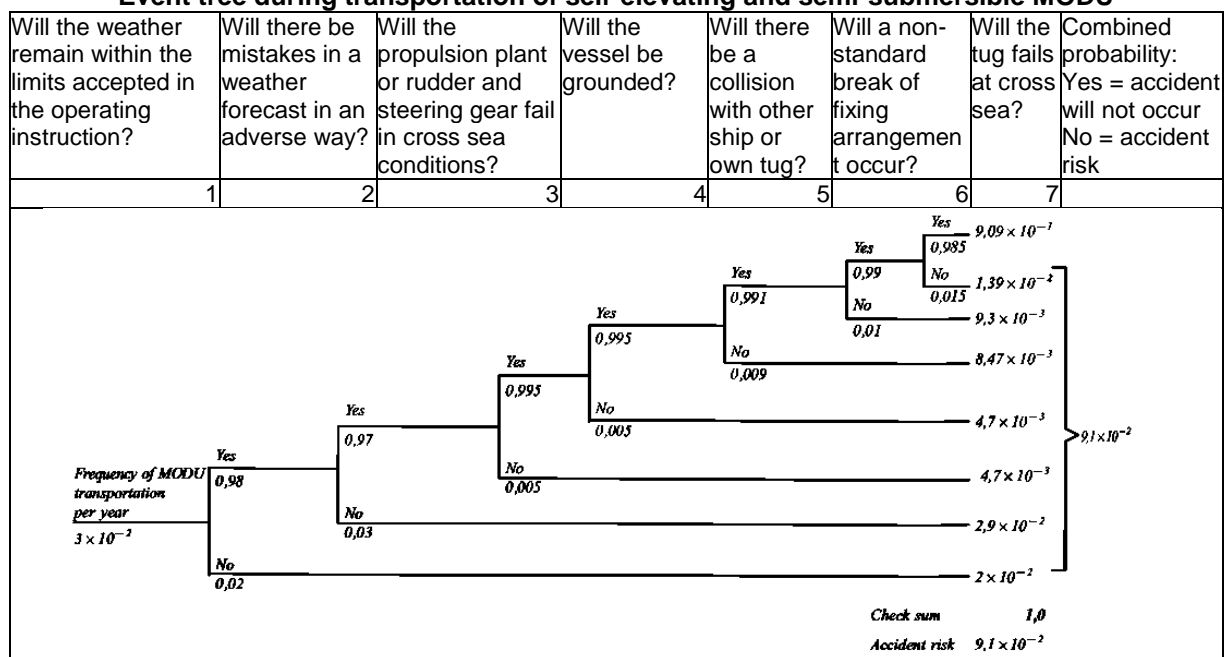 Event tree during transportation of self-elevating and semi-submersible MODU
Will the weather remain within the limits accepted in the operating instruction?
Will there be mistakes in a weather forecast in an adverse way?
Will the propulsion plant or rudder and steering gear fail in cross sea conditions?
Will the vessel be grounded?
Will there be a collision with other ship or own tug?
Will a non-standard break of fixing arrangement occur?
Will the tug fails at cross sea?
Combined probability: Yes = accident will not occur No = accident risk
1 2 3 4 5 6 7
Yes
9,09 × 10⁻¹
0,985
Yes
0,99
No
0,015
1,39 × 10⁻²
Yes
0,991
No
0,01
9,3 × 10⁻³
Yes
0,995
No
0,009
8,47 × 10⁻³
Yes
0,995
No
0,005
4,7 × 10⁻³
9,1×10⁻²
Yes
0,97
No
0,005
4,7 × 10⁻³
Yes
0,98
Frequency of MODU
transportation
per year
3 × 10⁻²
No
0,03
2,9 × 10⁻²
No
0,02
2 × 10⁻²
Check sum 1,0
Accident risk 9,1 × 10⁻²